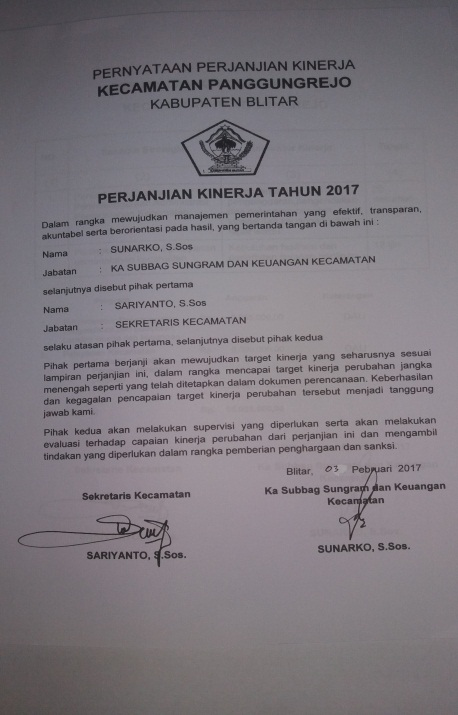 PERNYATAAN PERJANJIAN KINERJA
KECAMATAN PANGGUNGREJO
KABUPATEN BLITAR
PERJANJIAN KINERJA TAHUN 2017
Dalam rangka mewujudkan manajemen pemerintahan yang efektif, transparan,
akuntabel serta berorientasi pada hasil, yang bertanda tangan di bawah ini :
Nama : SUNARKO, S.Sos
Jabatan : KA SUBBAG SUNGRAM DAN KEUANGAN KECAMATAN
selanjutnya disebut pihak pertama
Nama : SARIYANTO, S.Sos
Jabatan : SEKRETARIS KECAMATAN
selaku atasan pihak pertama, selanjutnya disebut pihak kedua
Pihak pertama berjanji akan mewujudkan target kinerja yang seharusnya sesuai
lampiran perjanjian ini, dalam rangka mencapai target kinerja perubahan jangka
menengah seperti yang telah ditetapkan dalam dokumen perencanaan. Keberhasilan
dan kegagalan pencapaian target kinerja perubahan tersebut menjadi tanggung
jawab kami.
Pihak kedua akan melakukan supervisi yang diperlukan serta akan melakukan
evaluasi terhadap capaian kinerja perubahan dari perjanjian ini dan mengambil
tindakan yang diperlukan dalam rangka pemberian penghargaan dan sanksi.
Blitar, 03 Pebruari 2017
Sekretaris Kecamatan
Ka Subbag Sungram dan Keuangan
Kecamatan
SARIYANTO, S.Sos.
SUNARKO, S.Sos.